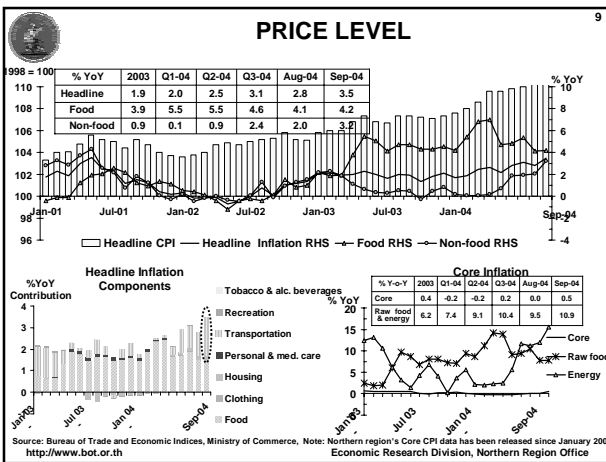 9
PRICE LEVEL
1998 = 100
% YoY
% YoY 2003 Q1-04 Q2-04 Q3-04 Aug-04 Sep-04
Headline 1.9 2.0 2.5 3.1 2.8 3.5
Food 3.9 5.5 5.5 4.6 4.1 4.2
Non-food 0.9 0.1 0.9 2.4 2.0 3.2
110 10
108 8
106 6
104 4
102 2
100 0
98 -2
96 -4
Jan-01 Jul-01 Jan-02 Jul-02 Jan-03 Jul-03 Jan-04 Sep-04
Headline CPI Headline Inflation RHS Food RHS Non-food RHS
Headline Inflation
Components
%YoY
Contribution
4
3
2
1
0
-1
Jan 03 Jul 03 Jan 04 Sep-04
Tobacco & alc. beverages
Recreation
Transportation
Personal & med. care
Housing
Clothing
Food
Core Inflation
% YoY
% Y-o-Y 2003 Q1-04 Q2-04 Q3-04 Aug-04 Sep-04
Core 0.4 -0.2 -0.2 0.2 0.0 0.5
Raw food & energy 6.2 7.4 9.1 10.4 9.5 10.9
20
15
10
5
0
-5
Core
Raw food
Energy
Source: Bureau of Trade and Economic Indices, Ministry of Commerce, Note: Northern region's Core CPI data has been released since January 200
http://www.bot.or.th Economic Research Division, Northern Region Office